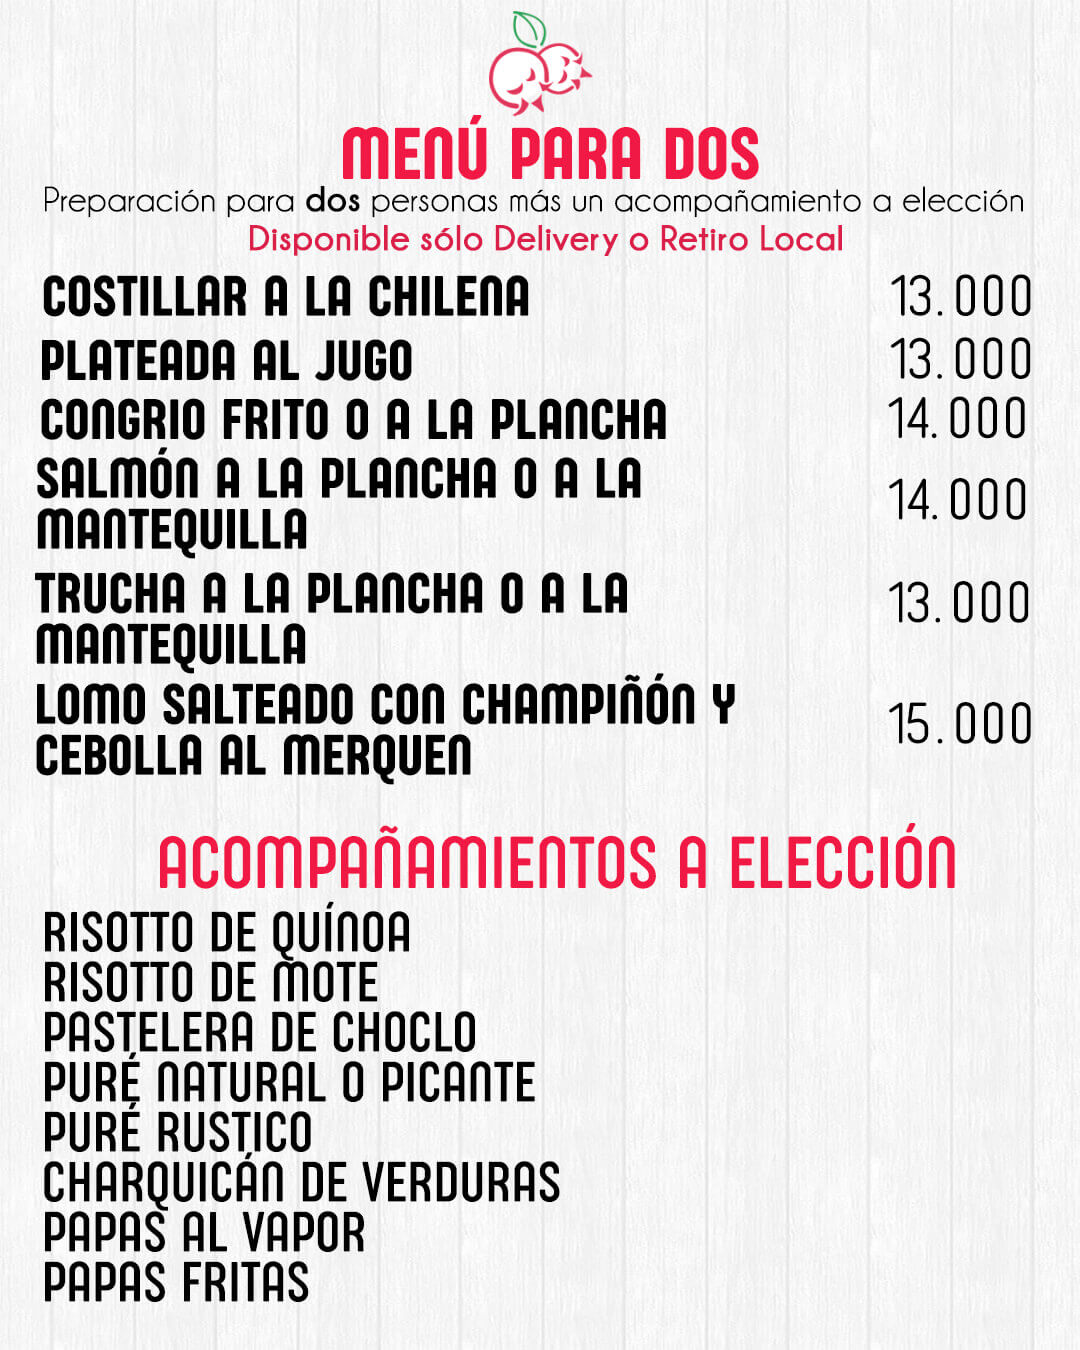 MENÚ PARA DOS
Preparación para dos personas más un acompañamiento a elección
Disponible sólo Delivery o Retiro Local
COSTILLAR A LA CHILENA 13.000
PLATEADA AL JUGO 13.000
CONGRIO FRITO O A LA PLANCHA 14.000
SALMÓN A LA PLANCHA O A LA
MANTEQUILLA 14.000
TRUCHA A LA PLANCHA O A LA
MANTEQUILLA 13.000
LOMO SALTEADO CON CHAMPIÑÓN Y
CEBOLLA AL MERQUEN 15.000
ACOMPAÑAMIENTOS A ELECCIÓN
RISOTTO DE QUÍNOA
RISOTTO DE MOTE
PASTELERA DE CHOCLO
PURÉ NATURAL O PICANTE
PURÉ RUSTICO
CHARQUICÁN DE VERDURAS
PAPAS AL VAPOR
PAPAS FRITAS